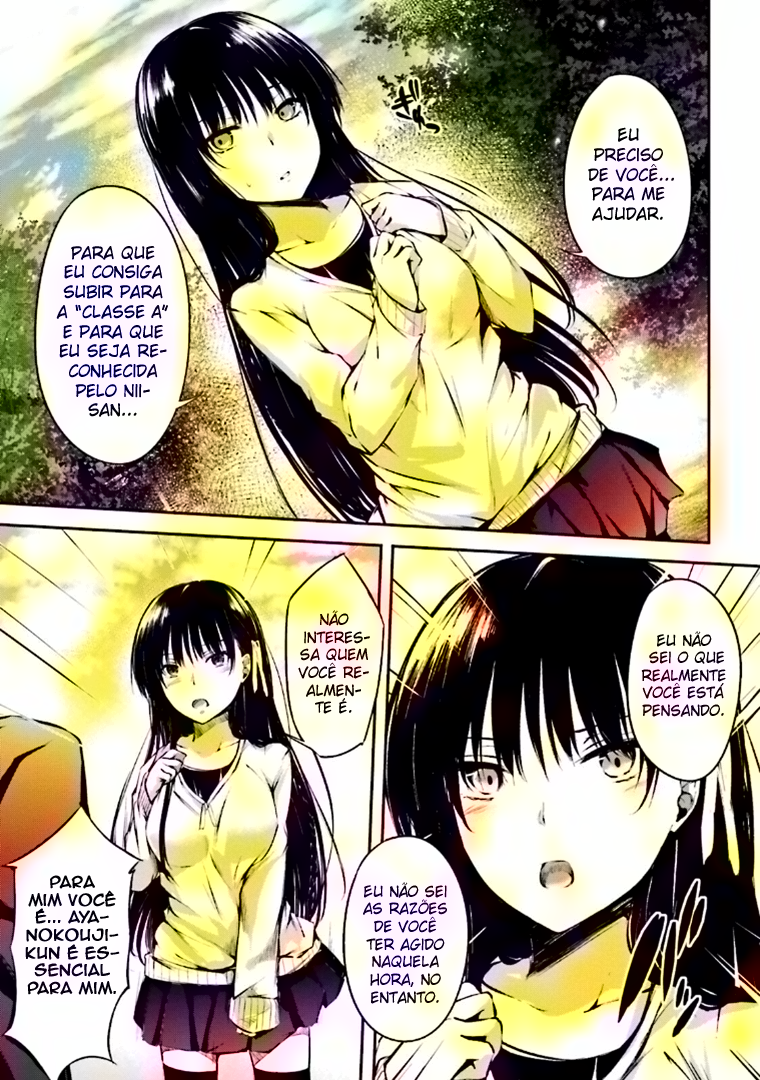 EU
PRECISO
DE VOCÊ...
PARA ME
AJUDAR.
ぎゅっ
PARA QUE
EU CONSIGA
SUBIR PARA
A “CLASSE A”
E PARA QUE
EU SEJA RE-
CONHECIDA
PELO NII-
SAN...
EU NÃO
SEI O QUE
REALMENTE
VOCÊ ESTÁ
PENSANDO.
EU NÃO SEI
AS RAZÕES
DE VOCÊ
TER AGIDO
NAQUELA
HORA, NO
ENTANTO.
NÃO
INTERES-
SA QUEM
VOCÊ RE-
ALMEN-
TE É.
PARA
MIM VOCÊ
É... AYA-
NOKOUJI-
KUN É ES-
SENCIAL
PARA MIM.